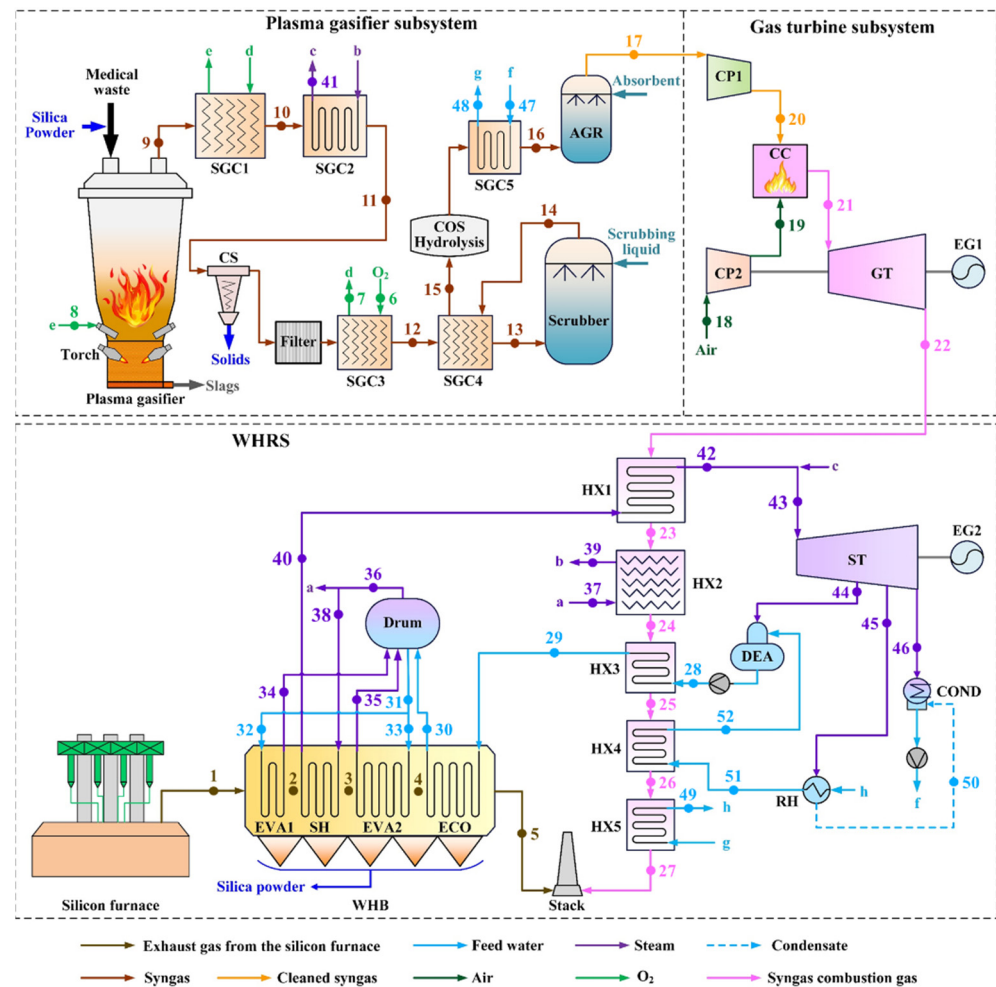 Plasma gasifier subsystem
Gas turbine subsystem
e
d
c
b
41
17
Medical
waste
g
f
CP1
Absorbent
Silica
Powder
9
10
48
47
20
AGR
16
SGC1
SGC2
SGC5
CC
11
14
21
COS
Hydrolysis
Scrubbing
liquid
19
EG1
CS
d
O2
15
CP2
GT
8
e
7
6
12
13
Scrubber
18
Filter
Air
22
Torch
Solids
Slags
SGC3
SGC4
Plasma gasifier
WHRS
42
c
HX1
43
40
23
EG2
39
ST
b
36
a
37
HX2
44
a
38
Drum
24
45
29
DEA
46
34
35
31
HX3
28
COND
32
33
30
25
52
HX4
1
2
3
4
26
51
50
f
RH
h
EVA1
SH
EVA2
ECO
5
49
h
HX5
g
27
Silica powder
WHB
Stack
Silicon furnace
Exhaust gas from the silicon furnace
Feed water
Steam
Condensate
Syngas
Cleaned syngas
Air
O2
Syngas combustion gas